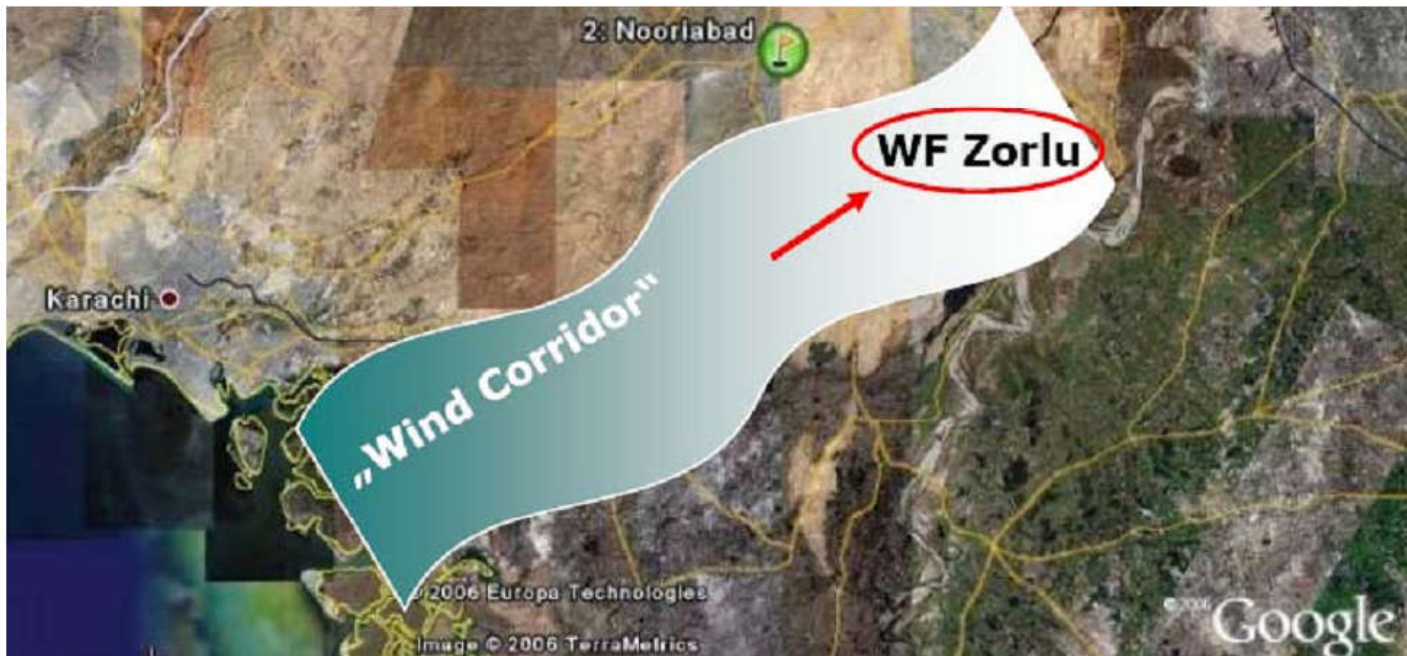 2: Nooriabad
WF Zorlu
Karachi
„Wind Corridor“
© 2006 Europa Technologies
Image © 2006 TerraMetrics
© 2006 Google